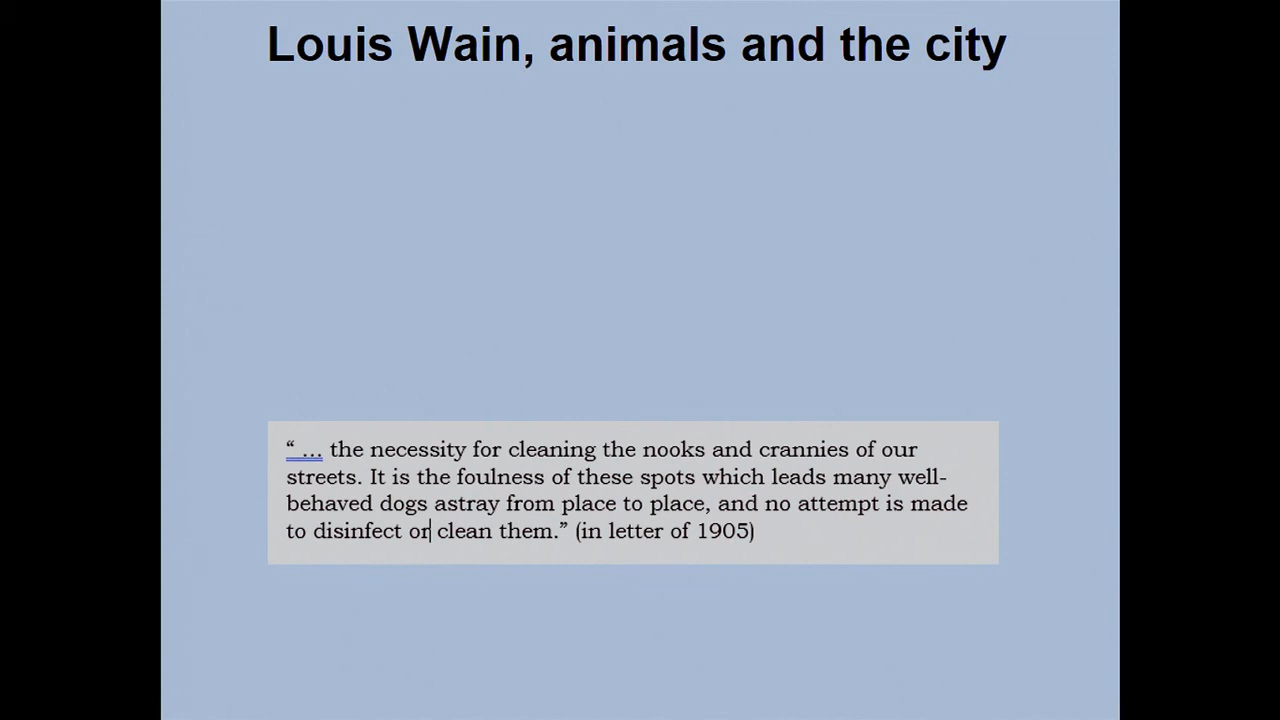 Louis Wain, animals and the city
“ … the necessity for cleaning the nooks and crannies of our
streets. It is the foulness of these spots which leads many well-
behaved dogs astray from place to place, and no attempt is made
to disinfect or clean them.” (in letter of 1905)